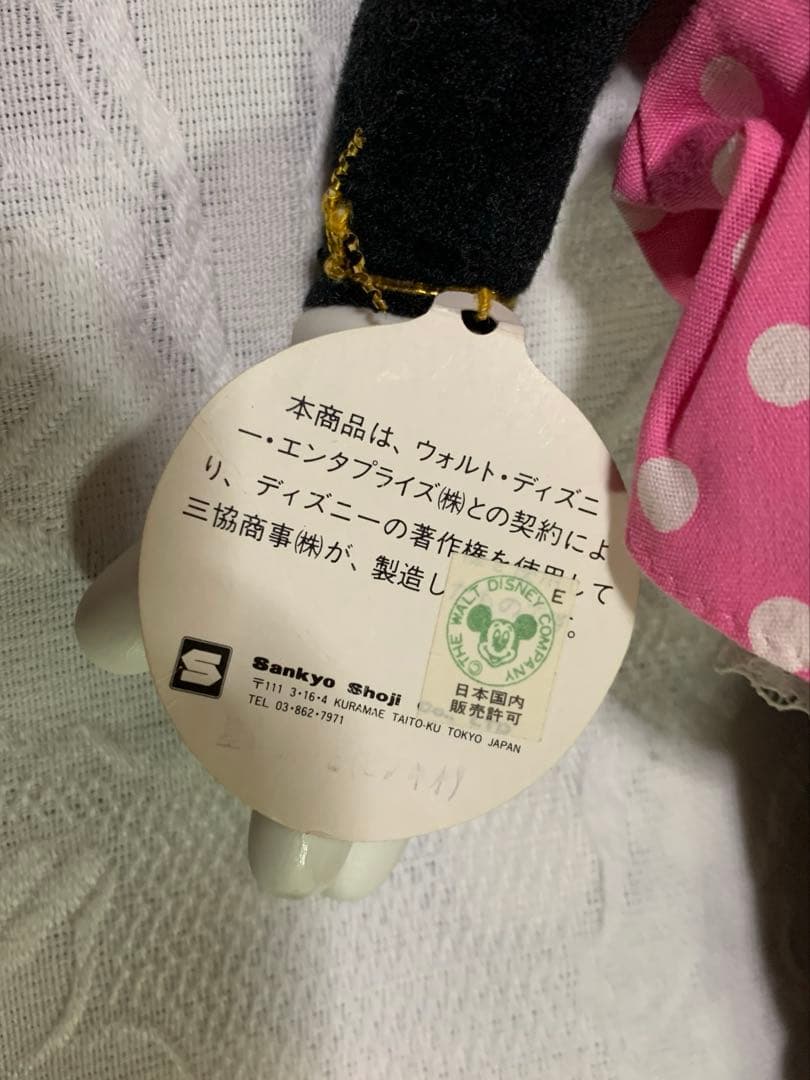 本商品は、ウォルト・ディズニ
ー・エンタプライズ㈱との契約によ
り、ディズニーの著作権を使用して
三協商事㈱が、製造し
。
E
©THE WALT DISNEY COMPANY
日本国内
販売許可
S
Sankyo Shoji Co., LTD
〒111 3・16・4 KURAMAE TAITO-KU TOKYO JAPAN
TEL 03・862・7971